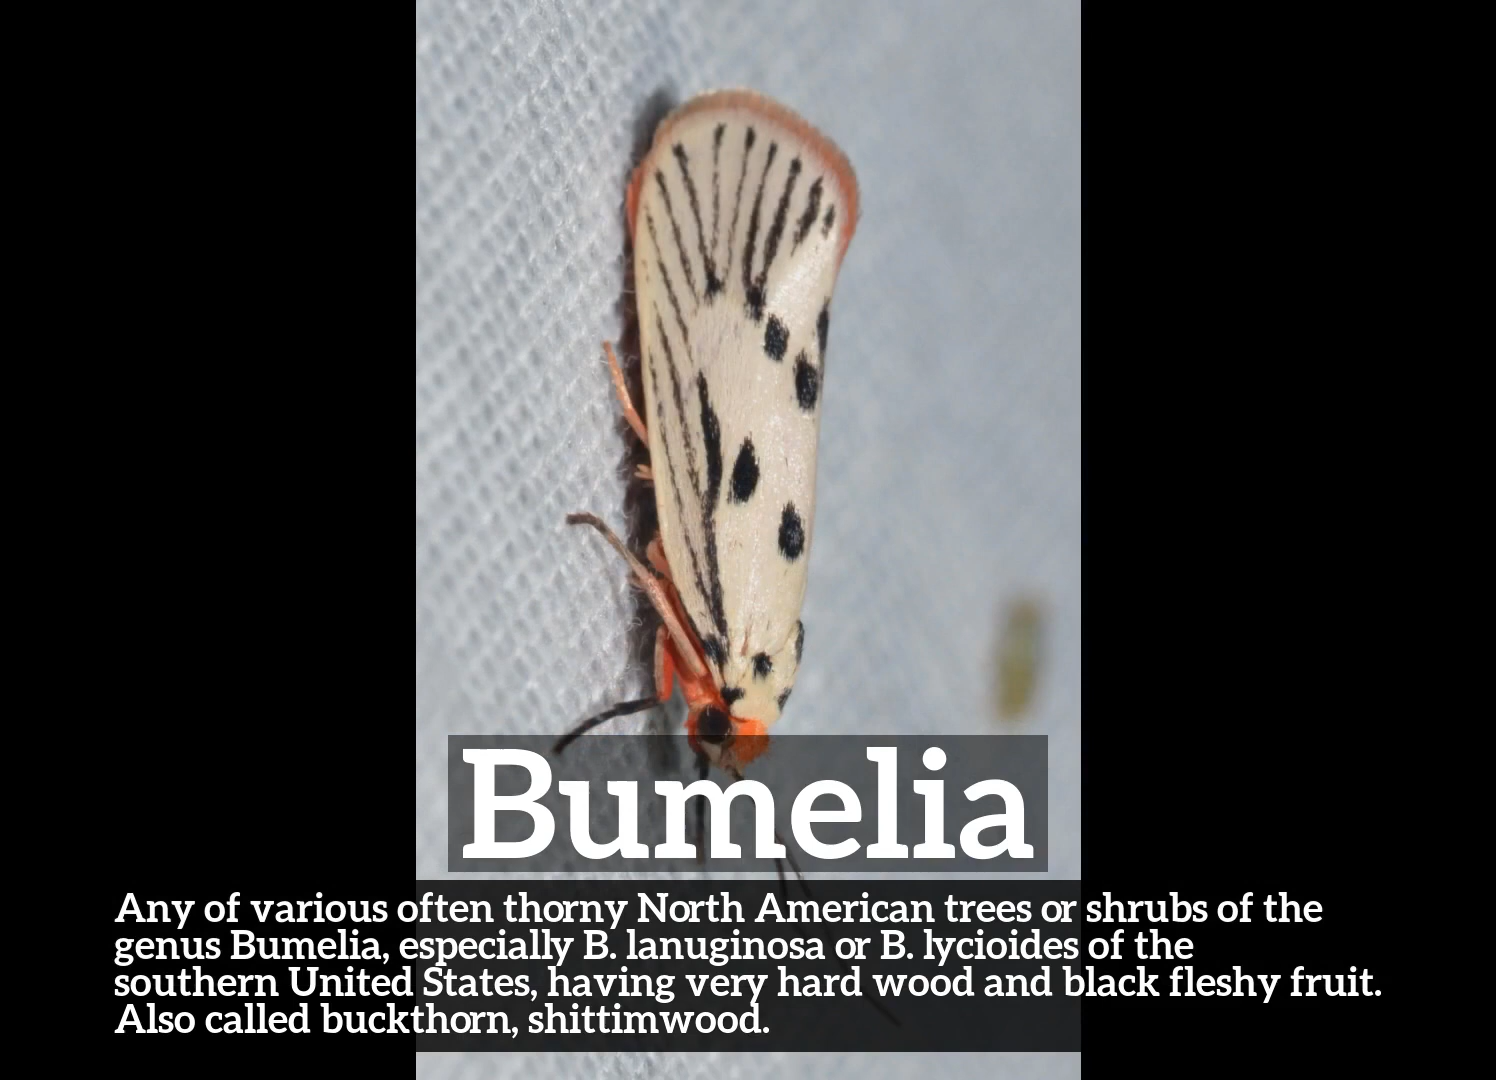 Bumelia
Any of various often thorny North American trees or shrubs of the
genus Bumelia, especially B. lanuginosa or B. lycioides of the
southern United States, having very hard wood and black fleshy fruit.
Also called buckthorn, shittimwood.